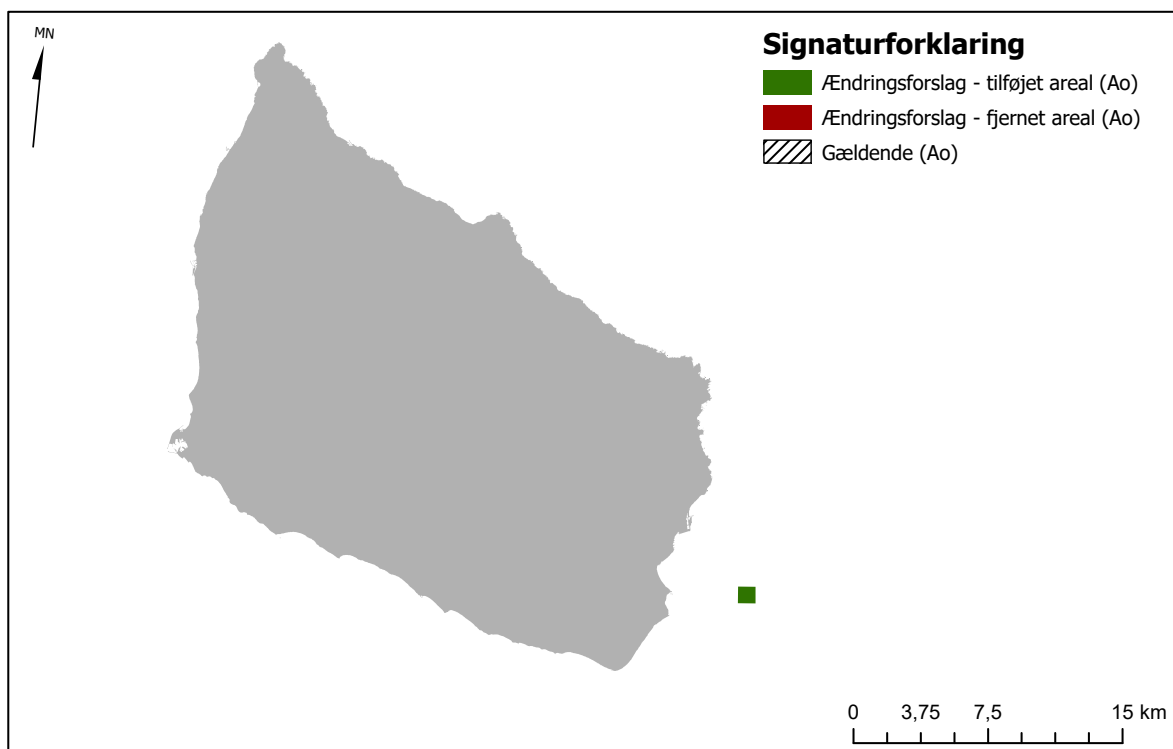 MN
Signaturforklaring
Ændringsforslag - tilføjet areal (Ao)
Ændringsforslag - fjernet areal (Ao)
Gældende (Ao)
0 3,75 7,5 15 km